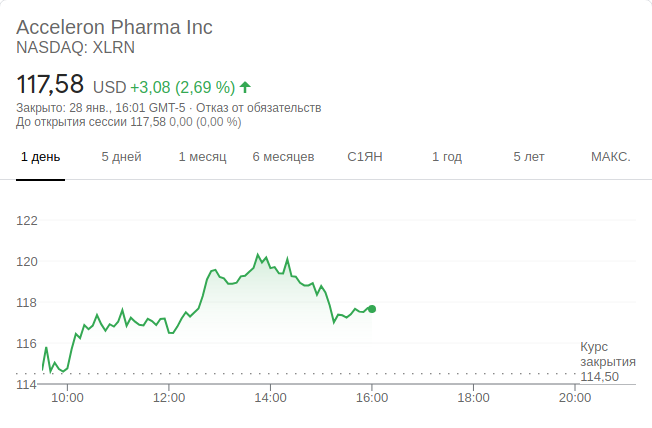 Acceleron Pharma Inc
NASDAQ: XLRN
117,58 USD +3,08 (2,69 %)
Закрыто: 28 янв., 16:01 GMT-5 · Отказ от обязательств
До открытия сессии 117,58 0,00 (0,00 %)
1 день 5 дней 1 месяц 6 месяцев С1ЯН 1 год 5 лет МАКС.
122
120
118
116
Курс
закрытия
114,50
114
10:00 12:00 14:00 16:00 18:00 20:00